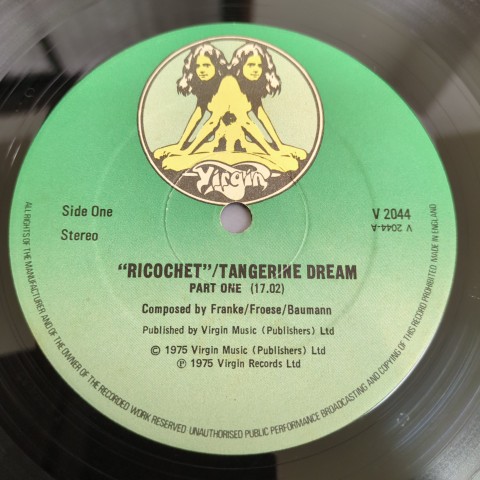 Virgin
Side One
Stereo
V 2044
V 2044-A
"RICOCHET"/TANGERINE DREAM
PART ONE (17.02)
Composed by Franke/Froese/Baumann
Published by Virgin Music (Publishers) Ltd
© 1975 Virgin Music (Publishers) Ltd
℗ 1975 Virgin Records Ltd
ALL RIGHTS OF THE MANUFACTURER AND OF THE OWNER OF THE RECORDED WORK RESERVED UNAUTHORISED PUBLIC PERFORMANCE BROADCASTING AND COPYING OF THIS RECORD PROHIBITED MADE IN ENGLAND